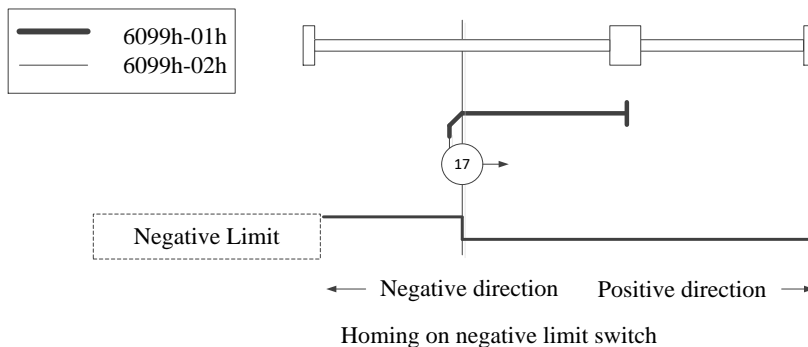 6099h-01h
6099h-02h
17
Negative Limit
Negative direction
Positive direction
Homing on negative limit switch